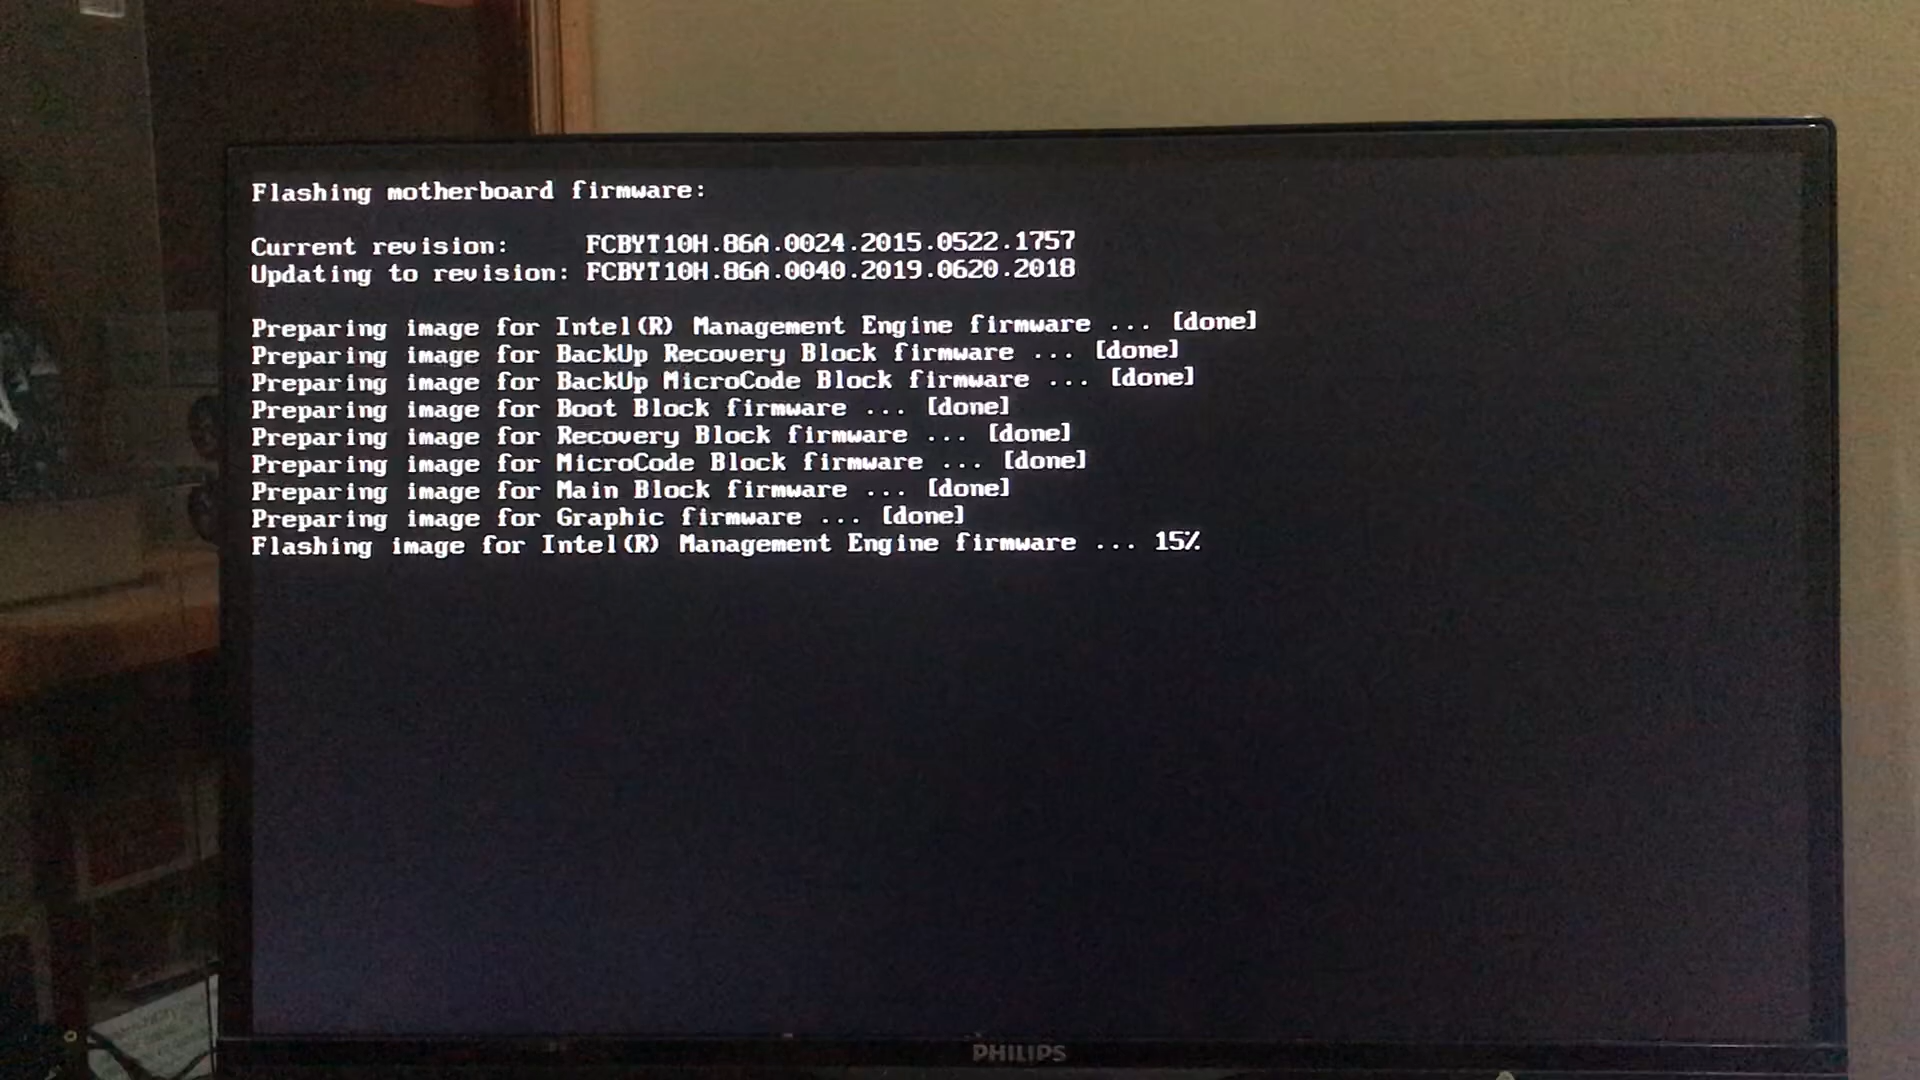 Flashing motherboard firmware:
Current revision: FCBYT10H.86A.0024.2015.0522.1757
Updating to revision: FCBYT10H.86A.0040.2019.0620.2018
Preparing image for Intel(R) Management Engine firmware ... [done]
Preparing image for BackUp Recovery Block firmware ... [done]
Preparing image for BackUp MicroCode Block firmware ... [done]
Preparing image for Boot Block firmware ... [done]
Preparing image for Recovery Block firmware ... [done]
Preparing image for MicroCode Block firmware ... [done]
Preparing image for Main Block firmware ... [done]
Preparing image for Graphic firmware ... [done]
Flashing image for Intel(R) Management Engine firmware ... 15%
PHILIPS